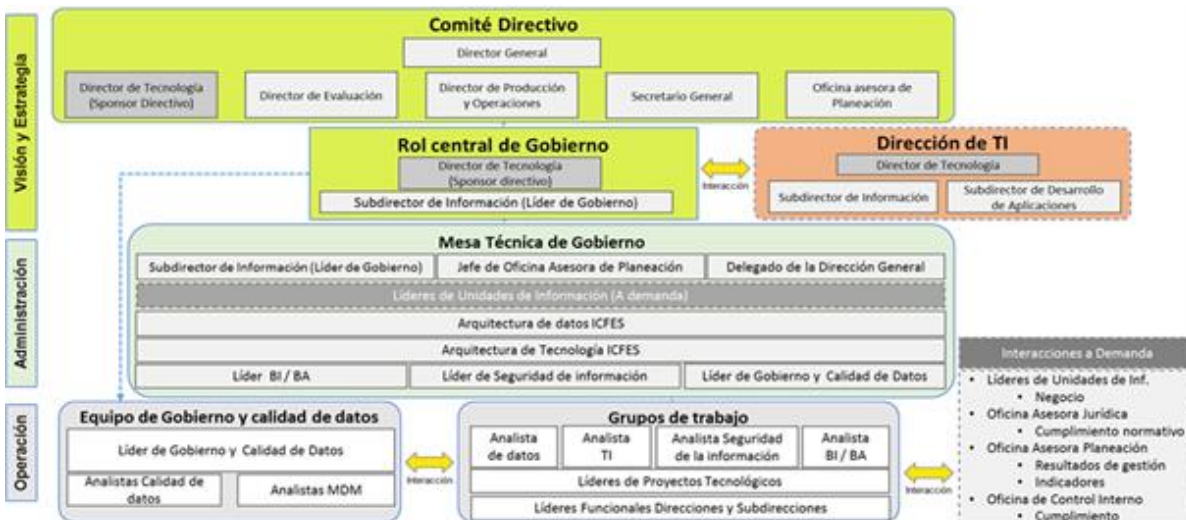 Visión y Estrategia
Comité Directivo
Director General
Director de Tecnología
(Sponsor Directivo)
Director de Evaluación
Director de Producción
y Operaciones
Secretario General
Oficina asesora de
Planeación
Rol central de Gobierno
Director de Tecnología
(Sponsor directivo)
Subdirector de Información (Líder de Gobierno)
Interacción
Dirección de TI
Director de Tecnología
Subdirector de Información
Subdirector de Desarrollo
de Aplicaciones
Administración
Mesa Técnica de Gobierno
Subdirector de Información (Líder de Gobierno)
Jefe de Oficina Asesora de Planeación
Delegado de la Dirección General
Líderes de Unidades de Información (A demanda)
Arquitectura de datos ICFES
Arquitectura de Tecnología ICFES
Líder BI / BA
Líder de Seguridad de información
Líder de Gobierno y Calidad de Datos
Operación
Equipo de Gobierno y calidad de datos
Líder de Gobierno y Calidad de Datos
Analistas Calidad de
datos
Analistas MDM
Interacción
Grupos de trabajo
Analista
de datos
Analista
TI
Analista Seguridad
de la información
Analista
BI / BA
Líderes de Proyectos Tecnológicos
Líderes Funcionales Direcciones y Subdirecciones
Interacción
Interacciones a Demanda
• Líderes de Unidades de Inf.
• Negocio
• Oficina Asesora Jurídica
• Cumplimiento normativo
• Oficina Asesora Planeación
• Resultados de gestión
• Indicadores
• Oficina de Control Interno
• Cumplimiento